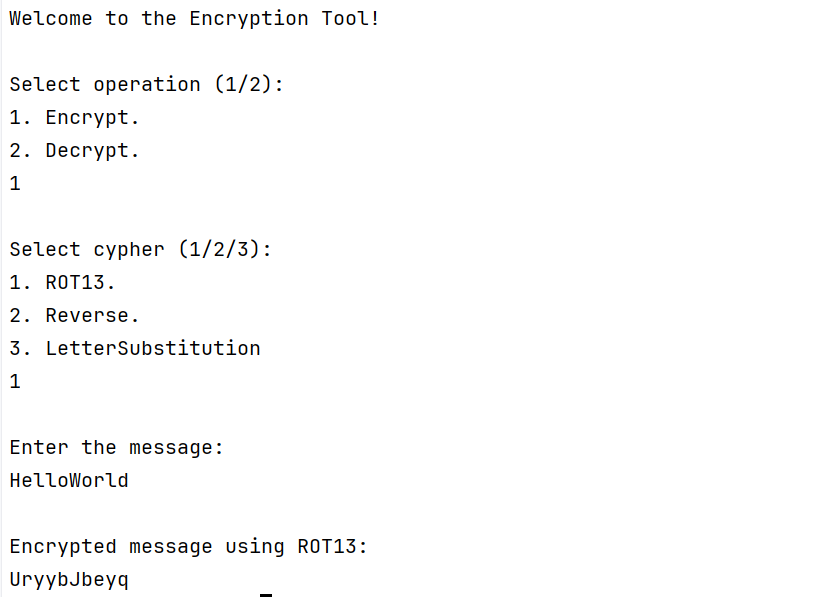 Welcome to the Encryption Tool!
Select operation (1/2):
1. Encrypt.
2. Decrypt.
1
Select cypher (1/2/3):
1. ROT13.
2. Reverse.
3. LetterSubstitution
1
Enter the message:
HelloWorld
Encrypted message using ROT13:
UryybJbeyq